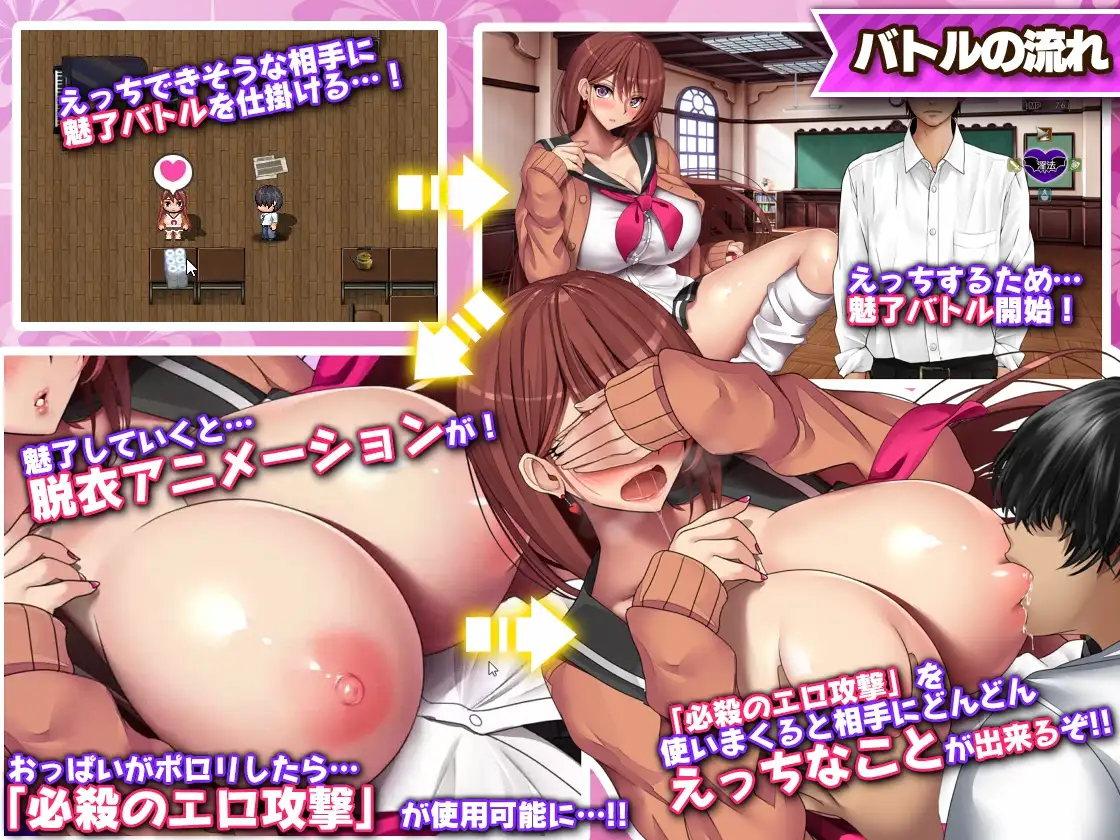 バトルの流れ
えっちできそうな相手に
魅了バトルを仕掛ける…！
淫法
えっちするため…
魅了バトル開始！
魅了していくと…
脱衣アニメーションが！
おっぱいがポロリしたら…
「必殺のエロ攻撃」が使用可能に…!!
「必殺のエロ攻撃」を
使いまくると相手にどんどん
えっちなことが出来るぞ!!